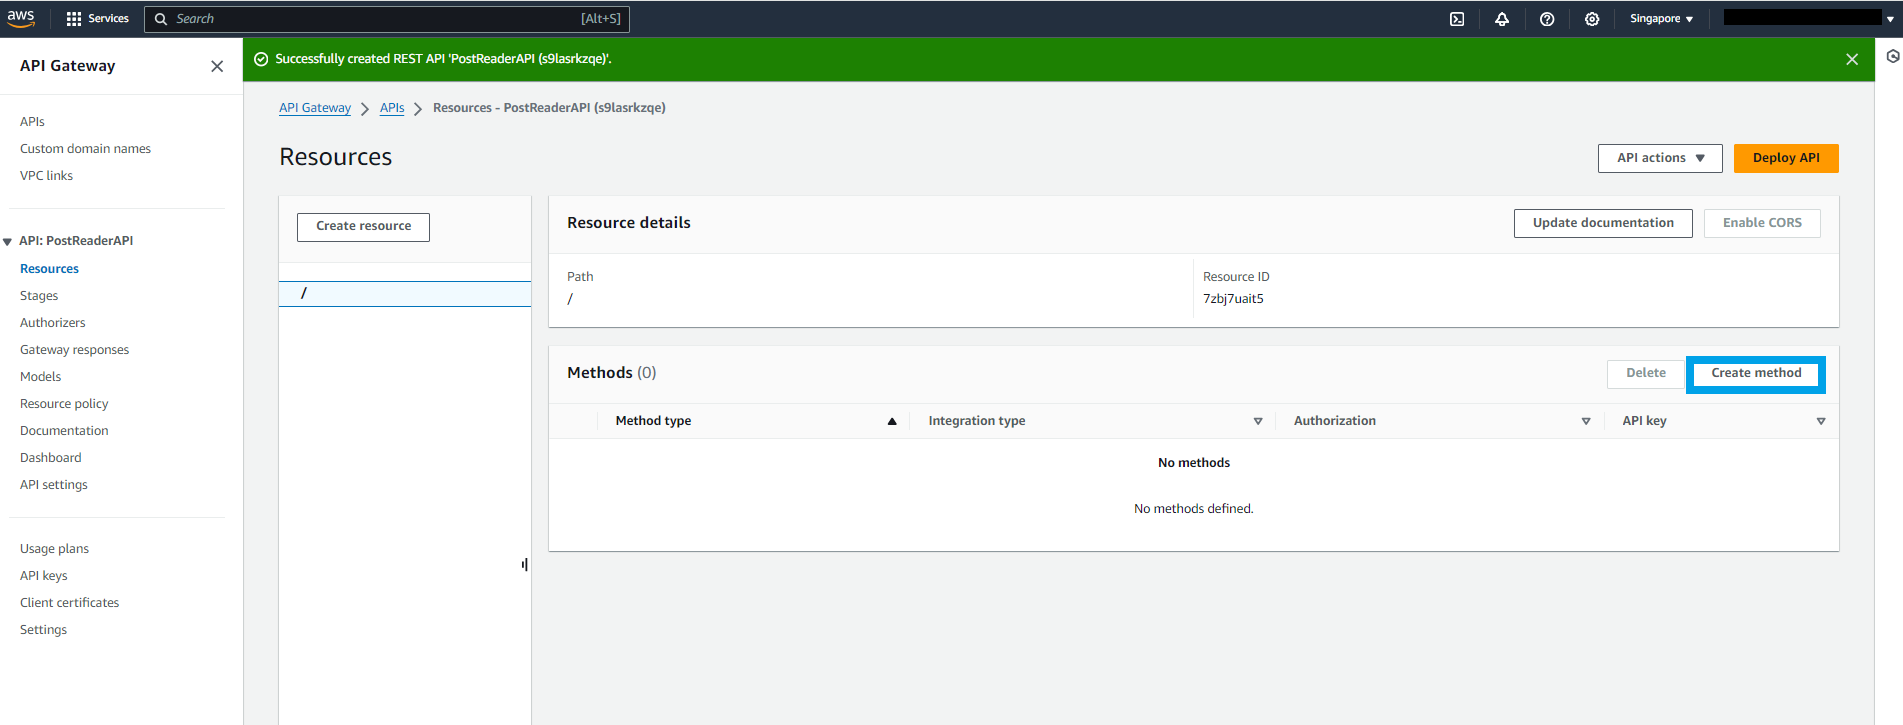 aws
Services
Search
[Alt+S]
Singapore
API Gateway
APIs
Custom domain names
VPC links
API: PostReaderAPI
Resources
Stages
Authorizers
Gateway responses
Models
Resource policy
Documentation
Dashboard
API settings
Usage plans
API keys
Client certificates
Settings
Successfully created REST API 'PostReaderAPI (s9lasrkzqe)'.
API Gateway
APIs
Resources - PostReaderAPI (s9lasrkzqe)
Resources
API actions
Deploy API
Create resource
/
Resource details
Update documentation
Enable CORS
Path
/
Resource ID
7zbj7uait5
Methods (0)
Delete
Create method
Method type
Integration type
Authorization
API key
No methods
No methods defined.